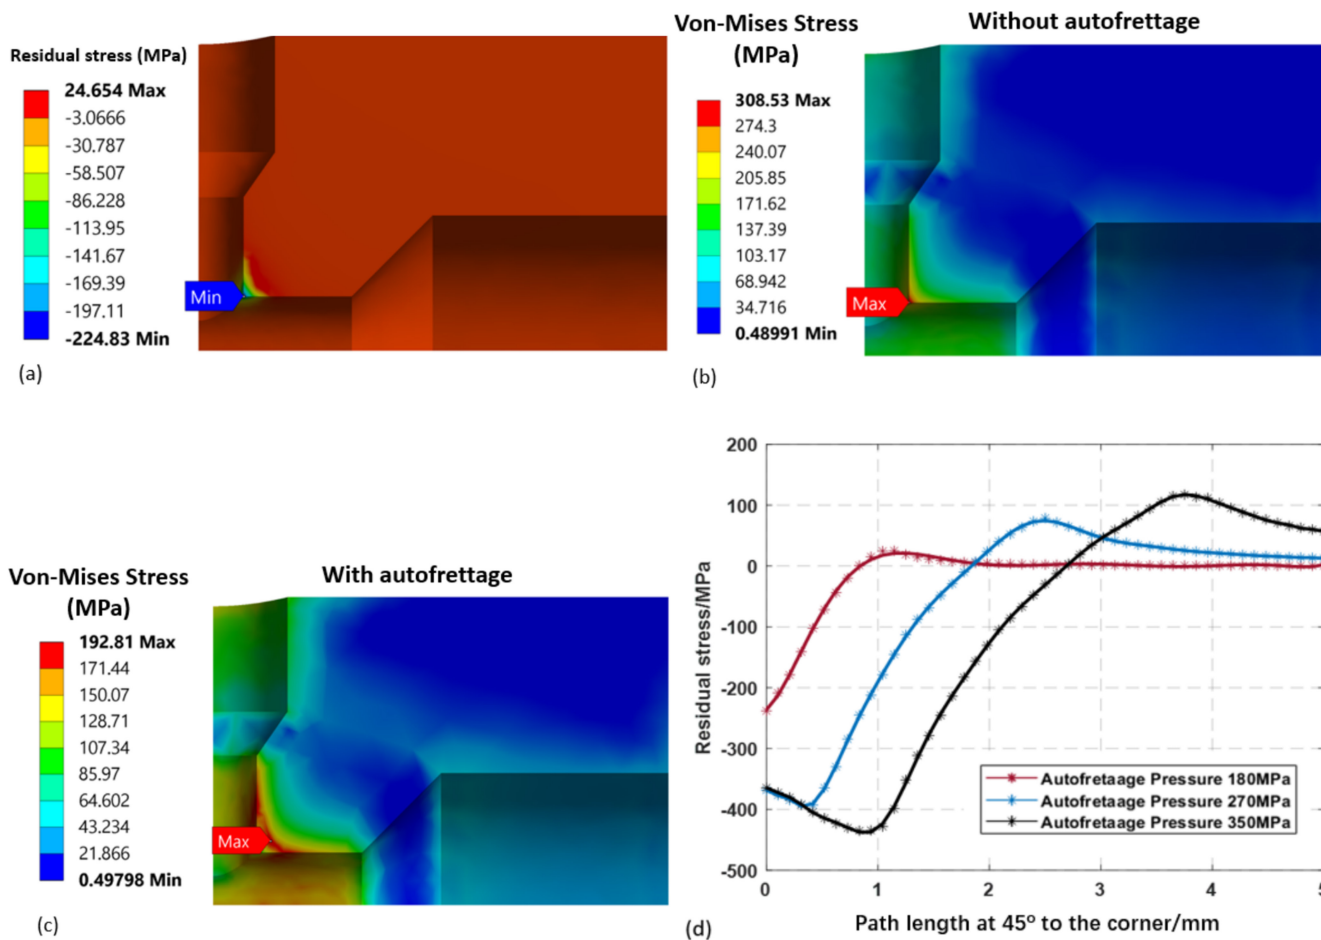 Residual stress (MPa)
24.654 Max
-3.0666
-30.787
-58.507
-86.228
-113.95
-141.67
-169.39
-197.11
-224.83 Min
Min
(a)
Von-Mises Stress
(MPa)
Without autofrettage
308.53 Max
274.3
240.07
205.85
171.62
137.39
103.17
68.942
34.716
0.48991 Min
Max
(b)
Von-Mises Stress
(MPa)
With autofrettage
192.81 Max
171.44
150.07
128.71
107.34
85.97
64.602
43.234
21.866
0.49798 Min
Max
(c)
200
100
0
-100
-200
-300
-400
-500
Residual stress/MPa
Autofretaage Pressure 180MPa
Autofretaage Pressure 270MPa
Autofretaage Pressure 350MPa
0 1 2 3 4 5
Path length at 45º to the corner/mm
(d)